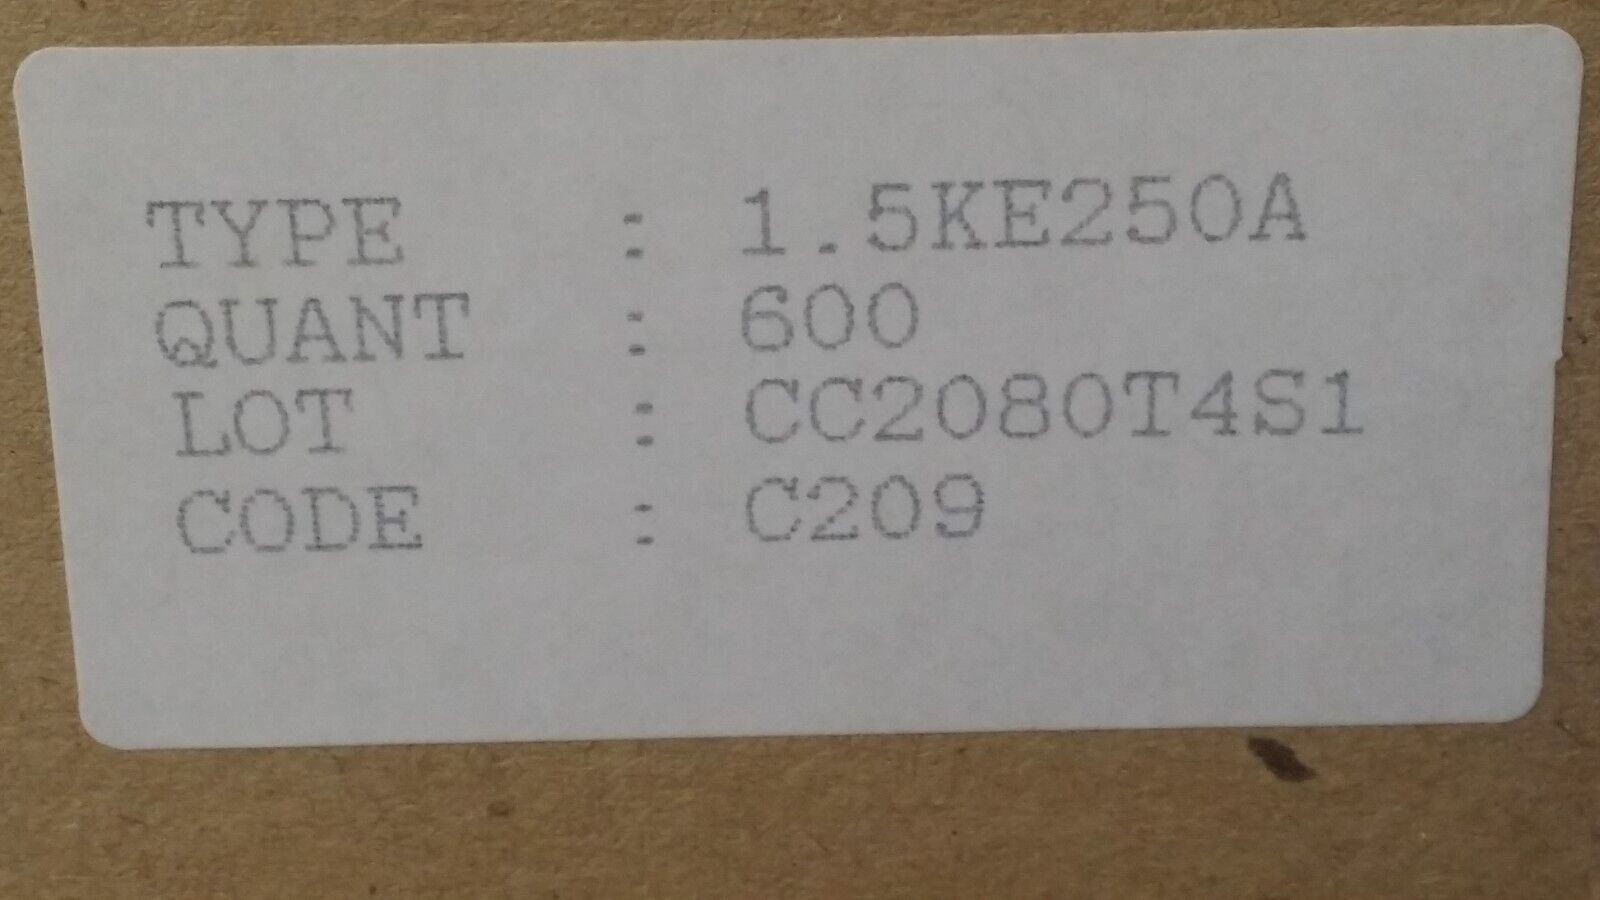 TYPE : 1.5KE250A
QUANT : 600
LOT : CC2080T4S1
CODE : C209